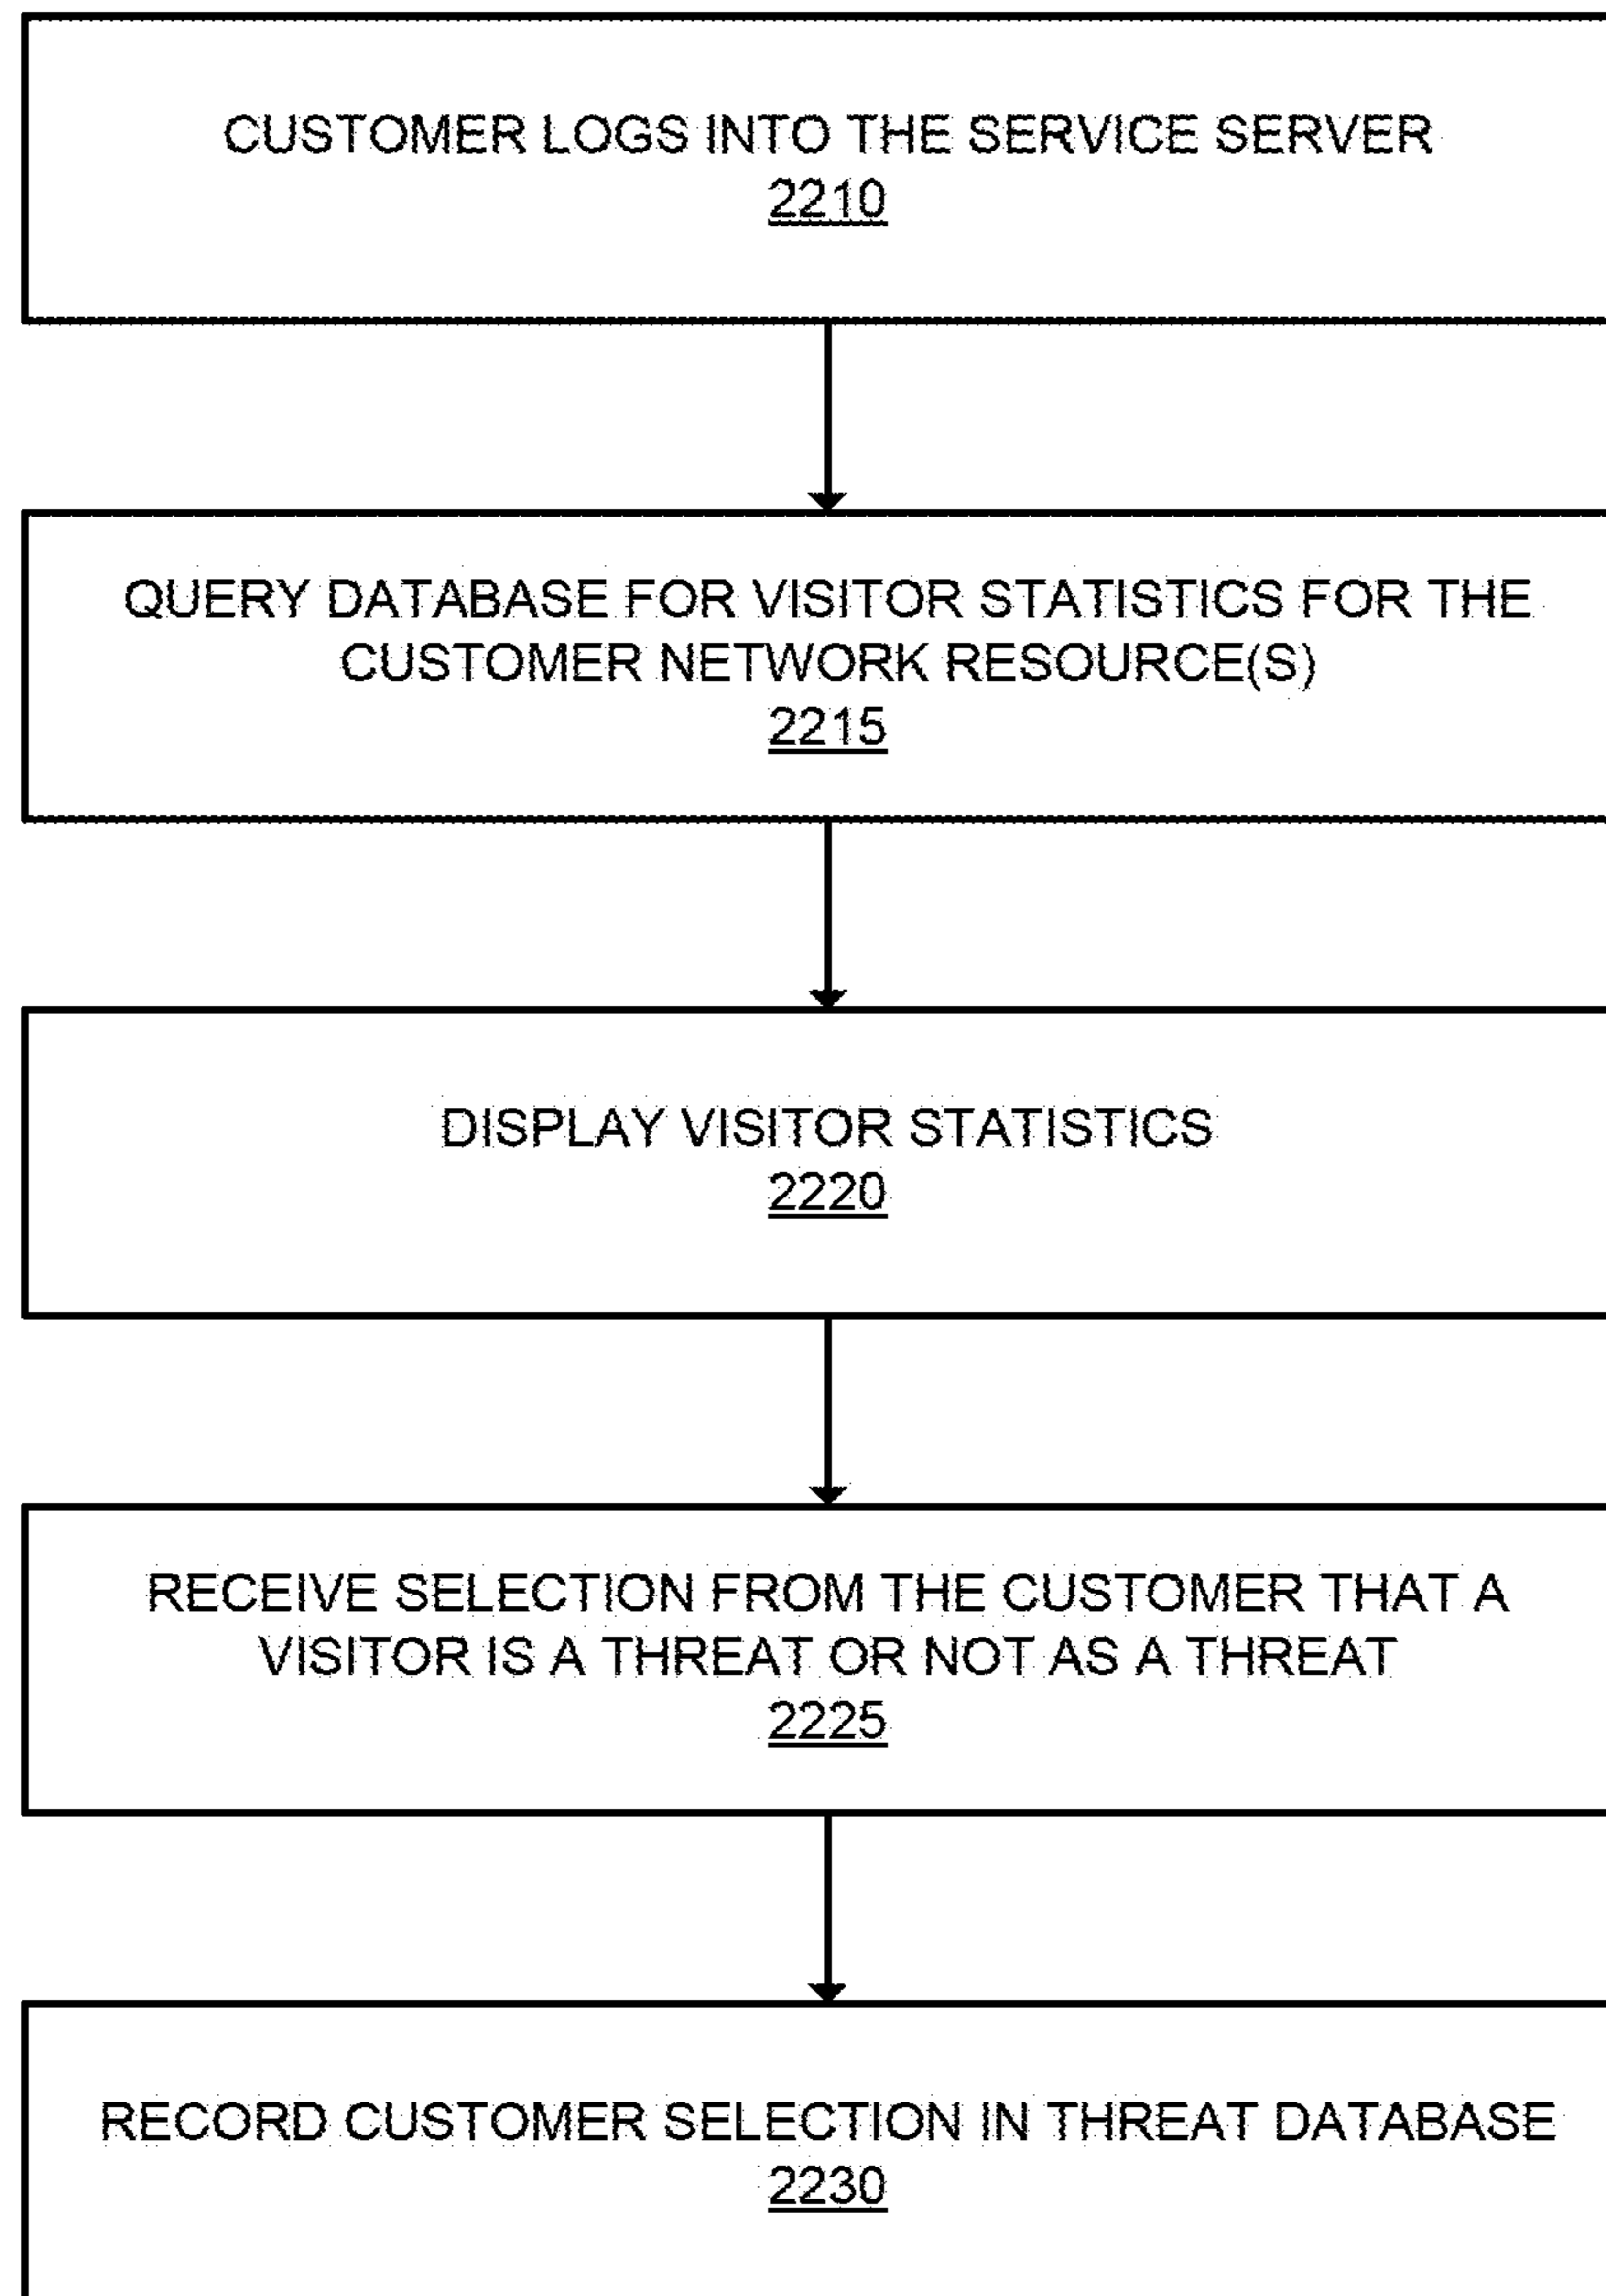 CUSTOMER LOGS INTO THE SERVICE SERVER
2210
QUERY DATABASE FOR VISITOR STATISTICS FOR THE
CUSTOMER NETWORK RESOURCE(S)
2215
DISPLAY VISITOR STATISTICS
2220
RECEIVE SELECTION FROM THE CUSTOMER THAT A
VISITOR IS A THREAT OR NOT AS A THREAT
2225
RECORD CUSTOMER SELECTION IN THREAT DATABASE
2230